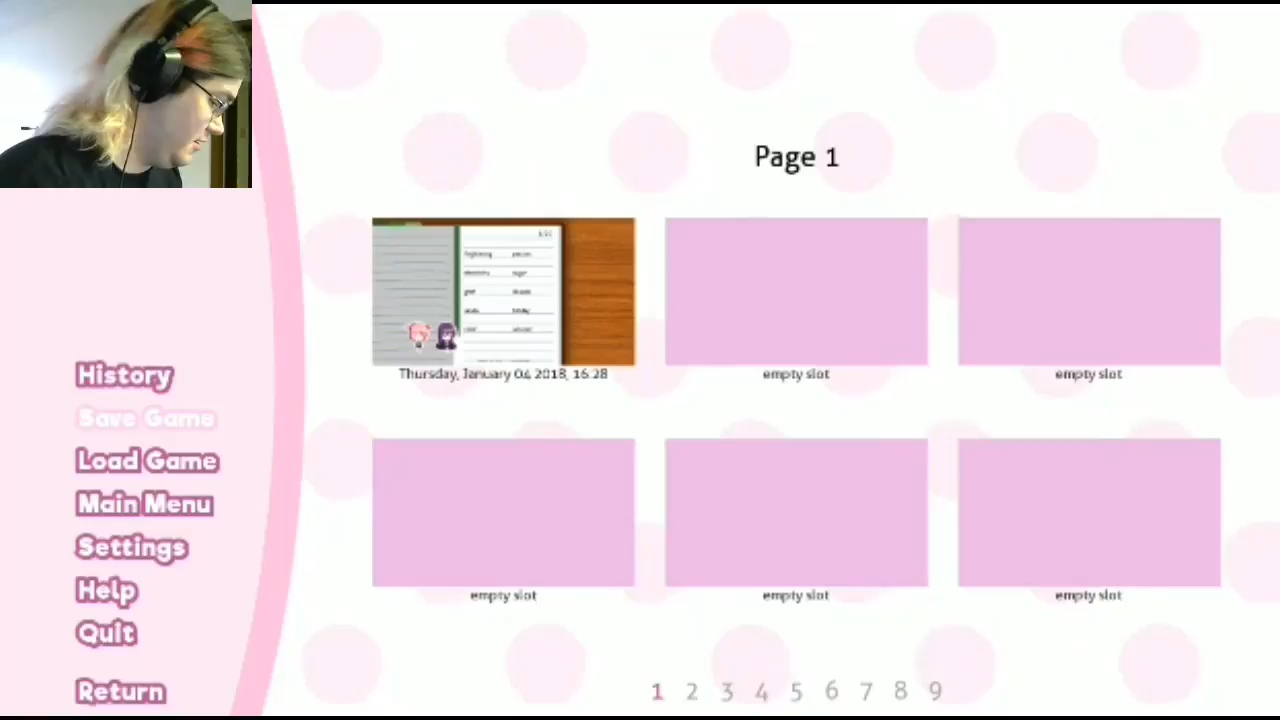 Page 1
Thursday, January 04 2018, 16:28
empty slot
empty slot
History
Save Game
Load Game
Main Menu
Settings
Help
Quit
Return
empty slot
empty slot
empty slot
1 2 3 4 5 6 7 8 9